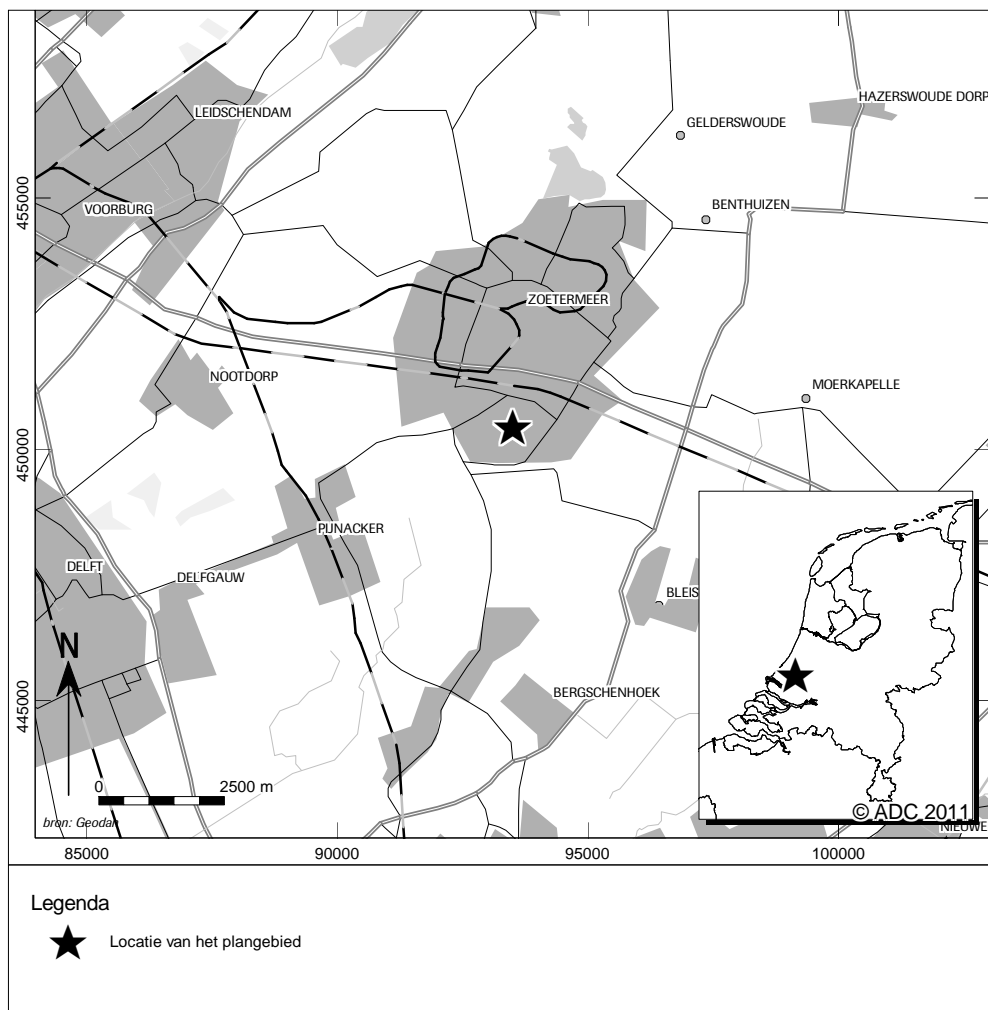 HAZERSWOUDE DORP
LEIDSCHENDAM
GELDERSWOUDE
455000
VOORBURG
BENTHUIZEN
ZOETERMEER
NOOTDORP
MOERKAPELLE
450000
PIJNACKER
DELFT
DELFGAUW
BLEIS
N
BERGSCHENHOEK
445000
0 2500 m
bron: Geodan
© ADC 2011
NIEUWE
85000 90000 95000 100000
Legenda
Locatie van het plangebied